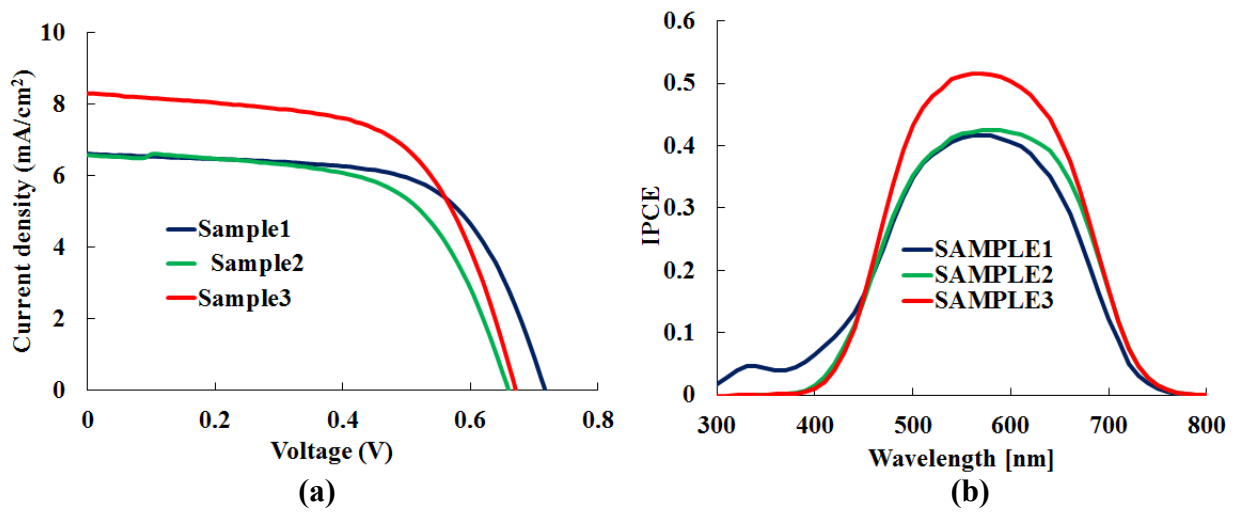 Current density (mA/cm²)
10
8
6
4
2
0
Sample1
Sample2
Sample3
0
0.2
0.4
0.6
0.8
Voltage (V)
(a)
IPCE
0.6
0.5
0.4
0.3
0.2
0.1
0
SAMPLE1
SAMPLE2
SAMPLE3
300
400
500
600
700
800
Wavelength [nm]
(b)